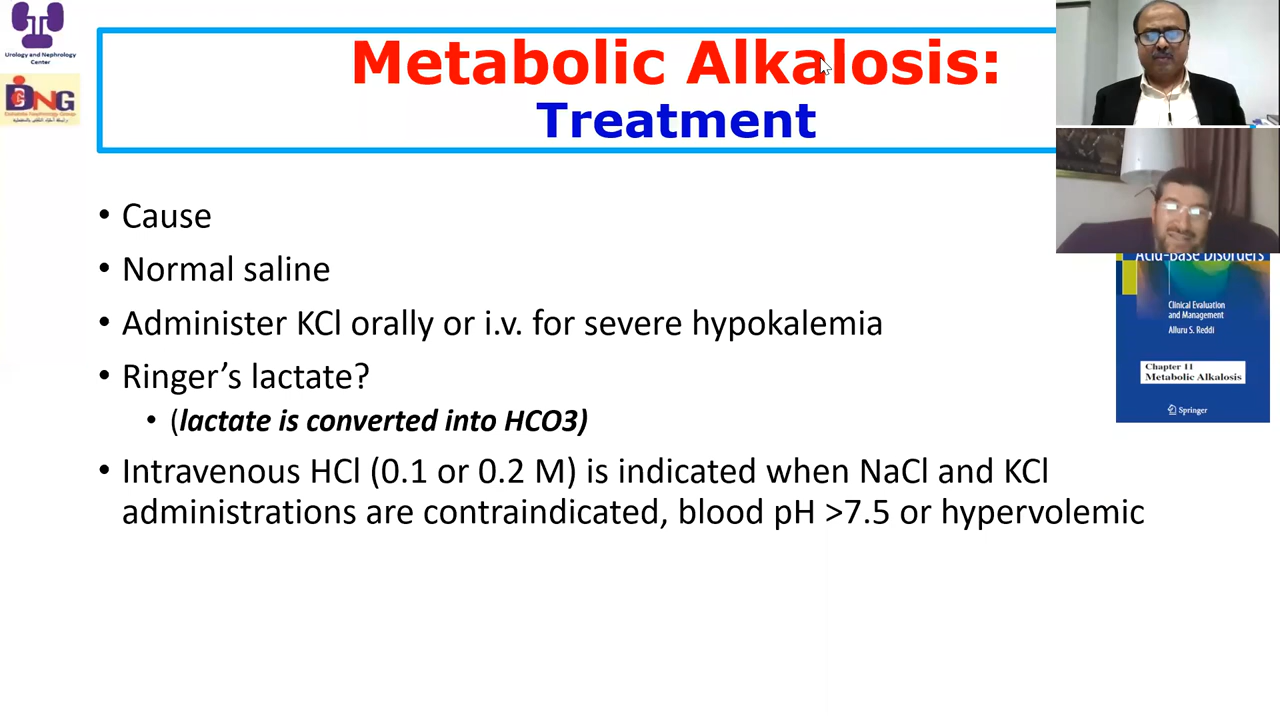 Urology and Nephrology
Center
Metabolic Alkalosis:
Treatment
• Cause
• Normal saline
• Administer KCl orally or i.v. for severe hypokalemia
• Ringer’s lactate?
• (lactate is converted into HCO3)
• Intravenous HCl (0.1 or 0.2 M) is indicated when NaCl and KCl
administrations are contraindicated, blood pH >7.5 or hypervolemic
Acid-Base Disorders
Clinical Evaluation
and Management
Alluru S. Reddi
Chapter 11
Metabolic Alkalosis
Springer